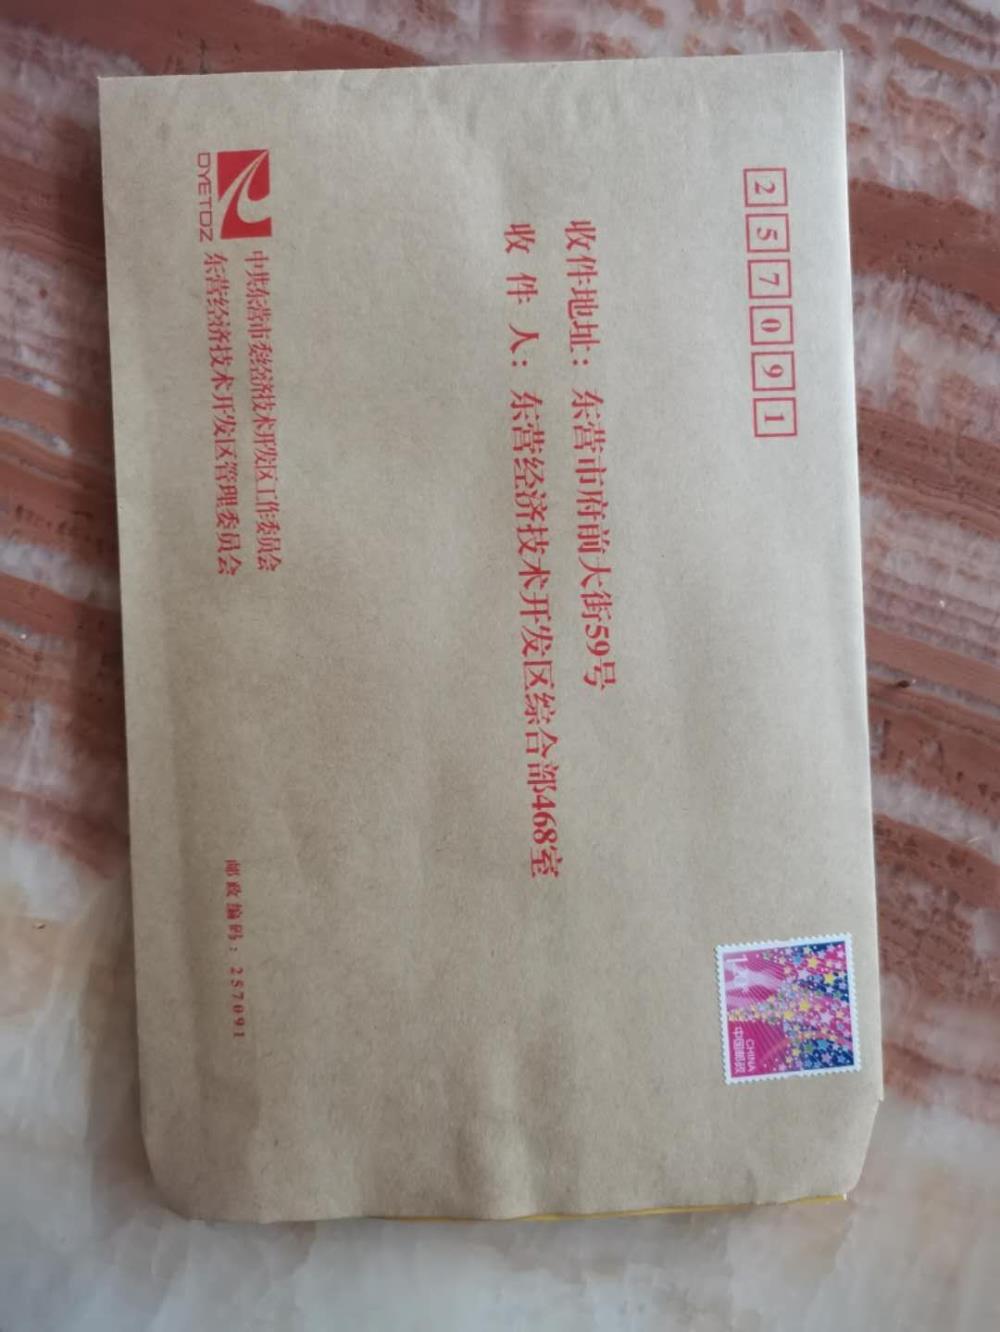 257091
收件地址：东营市府前大街59号
收 件 人：东营经济技术开发区综合部468室
中国邮政
CHINA
DYETDZ
中共东营市委经济技术开发区工作委员会
东营经济技术开发区管理委员会
邮政编码：257091